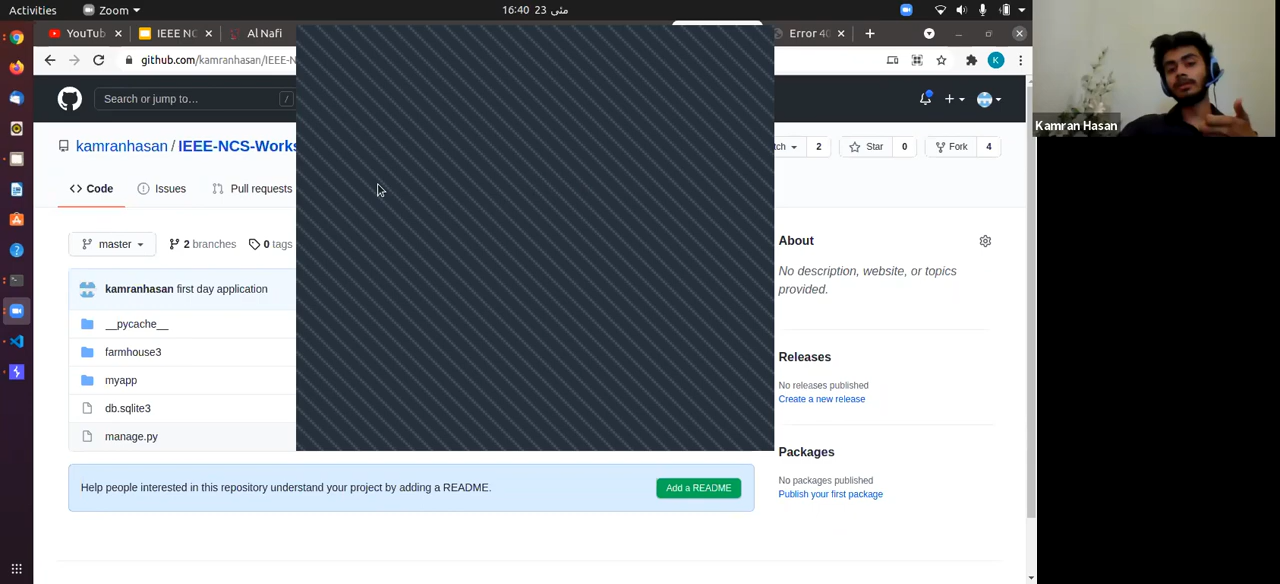 Activities
Zoom
16:40 23 مئی
YouTub
IEEE NC
Al Nafi
Error 40
github.com/kamranhasan/IEEE-N
K
Search or jump to…
/
kamranhasan / IEEE-NCS-Works
tch
2
Star
0
Fork
4
Code
Issues
Pull requests
master
2 branches
0 tags
kamranhasan first day application
__pycache__
farmhouse3
myapp
db.sqlite3
manage.py
Help people interested in this repository understand your project by adding a README.
Add a README
About
No description, website, or topics
provided.
Releases
No releases published
Create a new release
Packages
No packages published
Publish your first package
Kamran Hasan